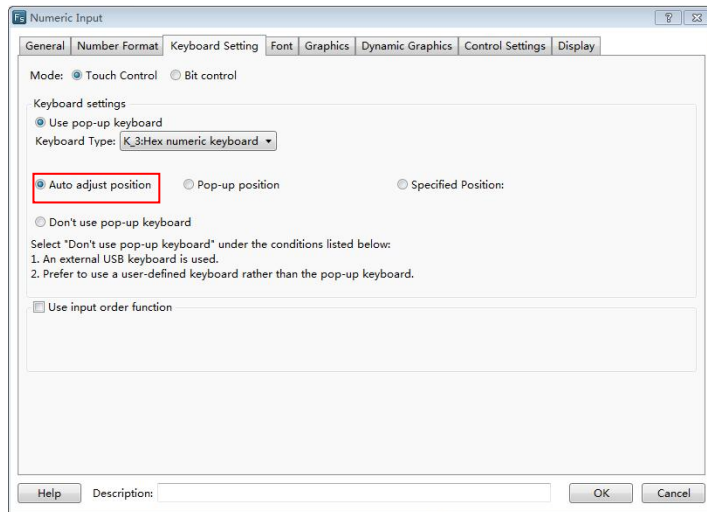 Fs Numeric Input
General Number Format Keyboard Setting Font Graphics Dynamic Graphics Control Settings Display
Mode: Touch Control Bit control
Keyboard settings
Use pop-up keyboard
Keyboard Type: K_3:Hex numeric keyboard
Auto adjust position Pop-up position Specified Position:
Don't use pop-up keyboard
Select "Don't use pop-up keyboard" under the conditions listed below:
1. An external USB keyboard is used.
2. Prefer to use a user-defined keyboard rather than the pop-up keyboard.
Use input order function
Help Description: OK Cancel